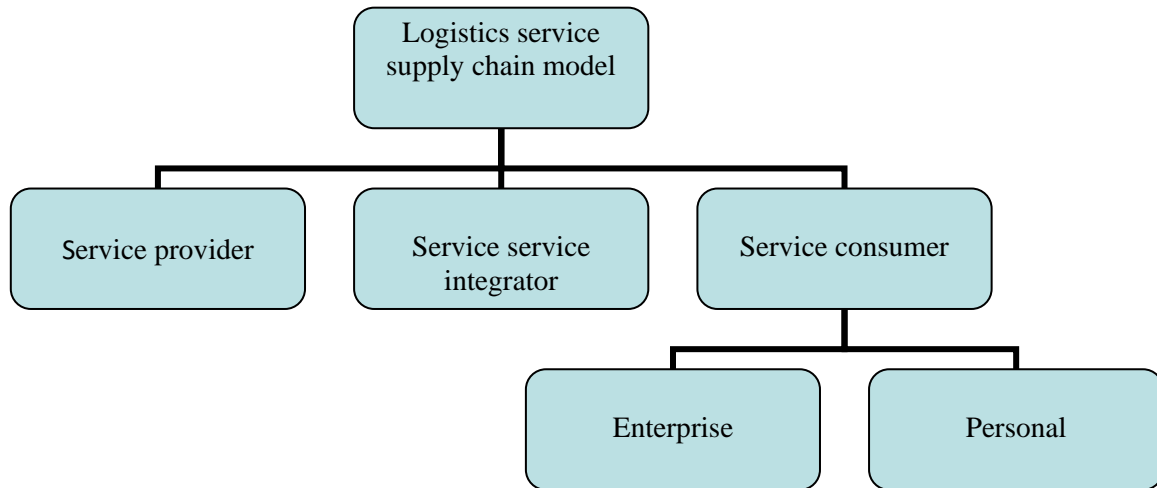 Logistics service
supply chain model
Service provider
Service service
integrator
Service consumer
Enterprise
Personal